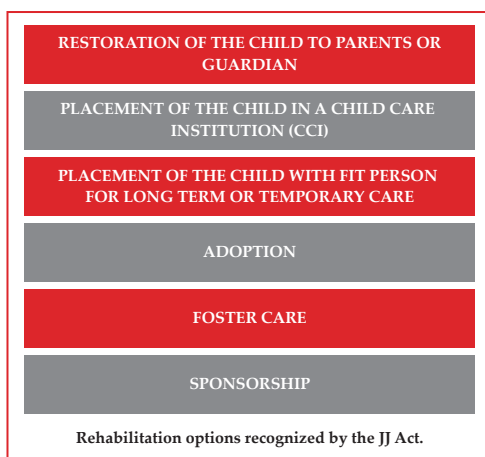 RESTORATION OF THE CHILD TO PARENTS OR
GUARDIAN
PLACEMENT OF THE CHILD IN A CHILD CARE
INSTITUTION (CCI)
PLACEMENT OF THE CHILD WITH FIT PERSON
FOR LONG TERM OR TEMPORARY CARE
ADOPTION
FOSTER CARE
SPONSORSHIP
Rehabilitation options recognized by the JJ Act.